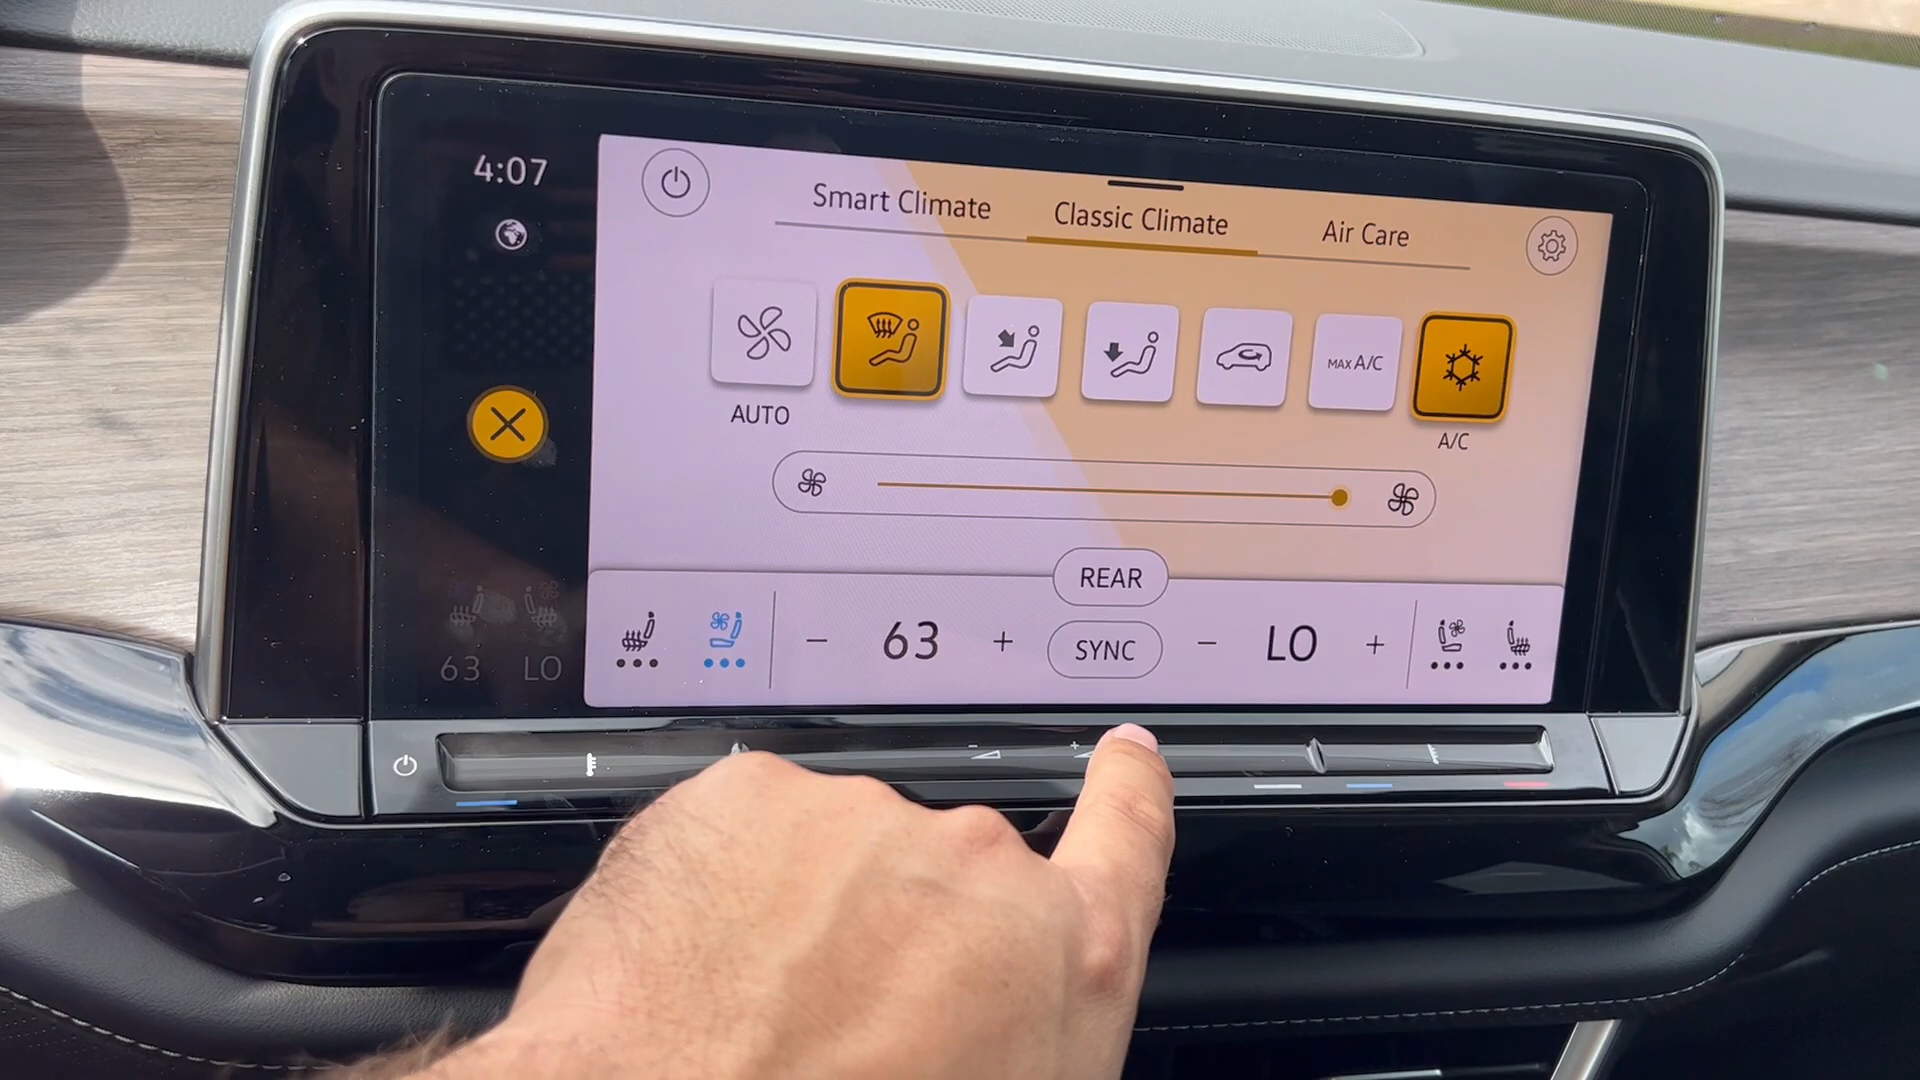 4:07
Smart Climate
Classic Climate
Air Care
MAX A/C
AUTO
A/C
REAR
63
LO
− 63 +
SYNC
− LO +